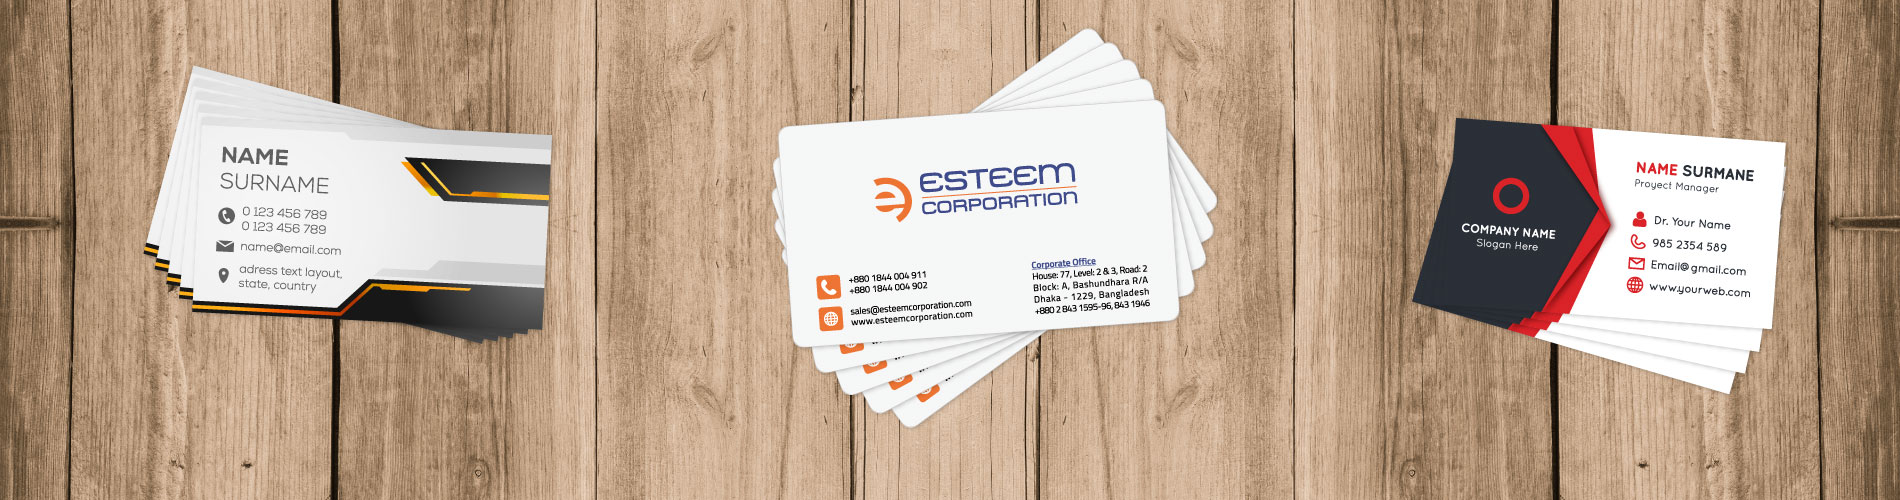 NAME
SURNAME
0 123 456 789
0 123 456 789
name@email.com
adress text layout,
state, country
ESTEEM
CORPORATION
+880 1844 004 911
+880 1844 004 902
sales@esteemcorporation.com
www.esteemcorporation.com
Corporate Office
House: 77, Level: 2 & 3, Road: 2
Block: A, Bashundhara R/A
Dhaka - 1229, Bangladesh
+880 2 843 1595-96, 843 1946
COMPANY NAME
Slogan Here
NAME SURMANE
Proyect Manager
Dr. Your Name
985 2354 589
Email@gmail.com
www.yourweb.com